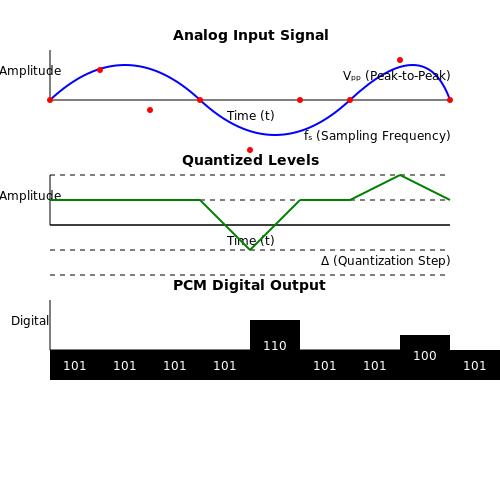 Analog Input Signal
Amplitude
Vₚₚ (Peak-to-Peak)
Time (t)
fₛ (Sampling Frequency)
Quantized Levels
Amplitude
Time (t)
Δ (Quantization Step)
PCM Digital Output
Digital
110
101 101 101 101 101 101 100 101